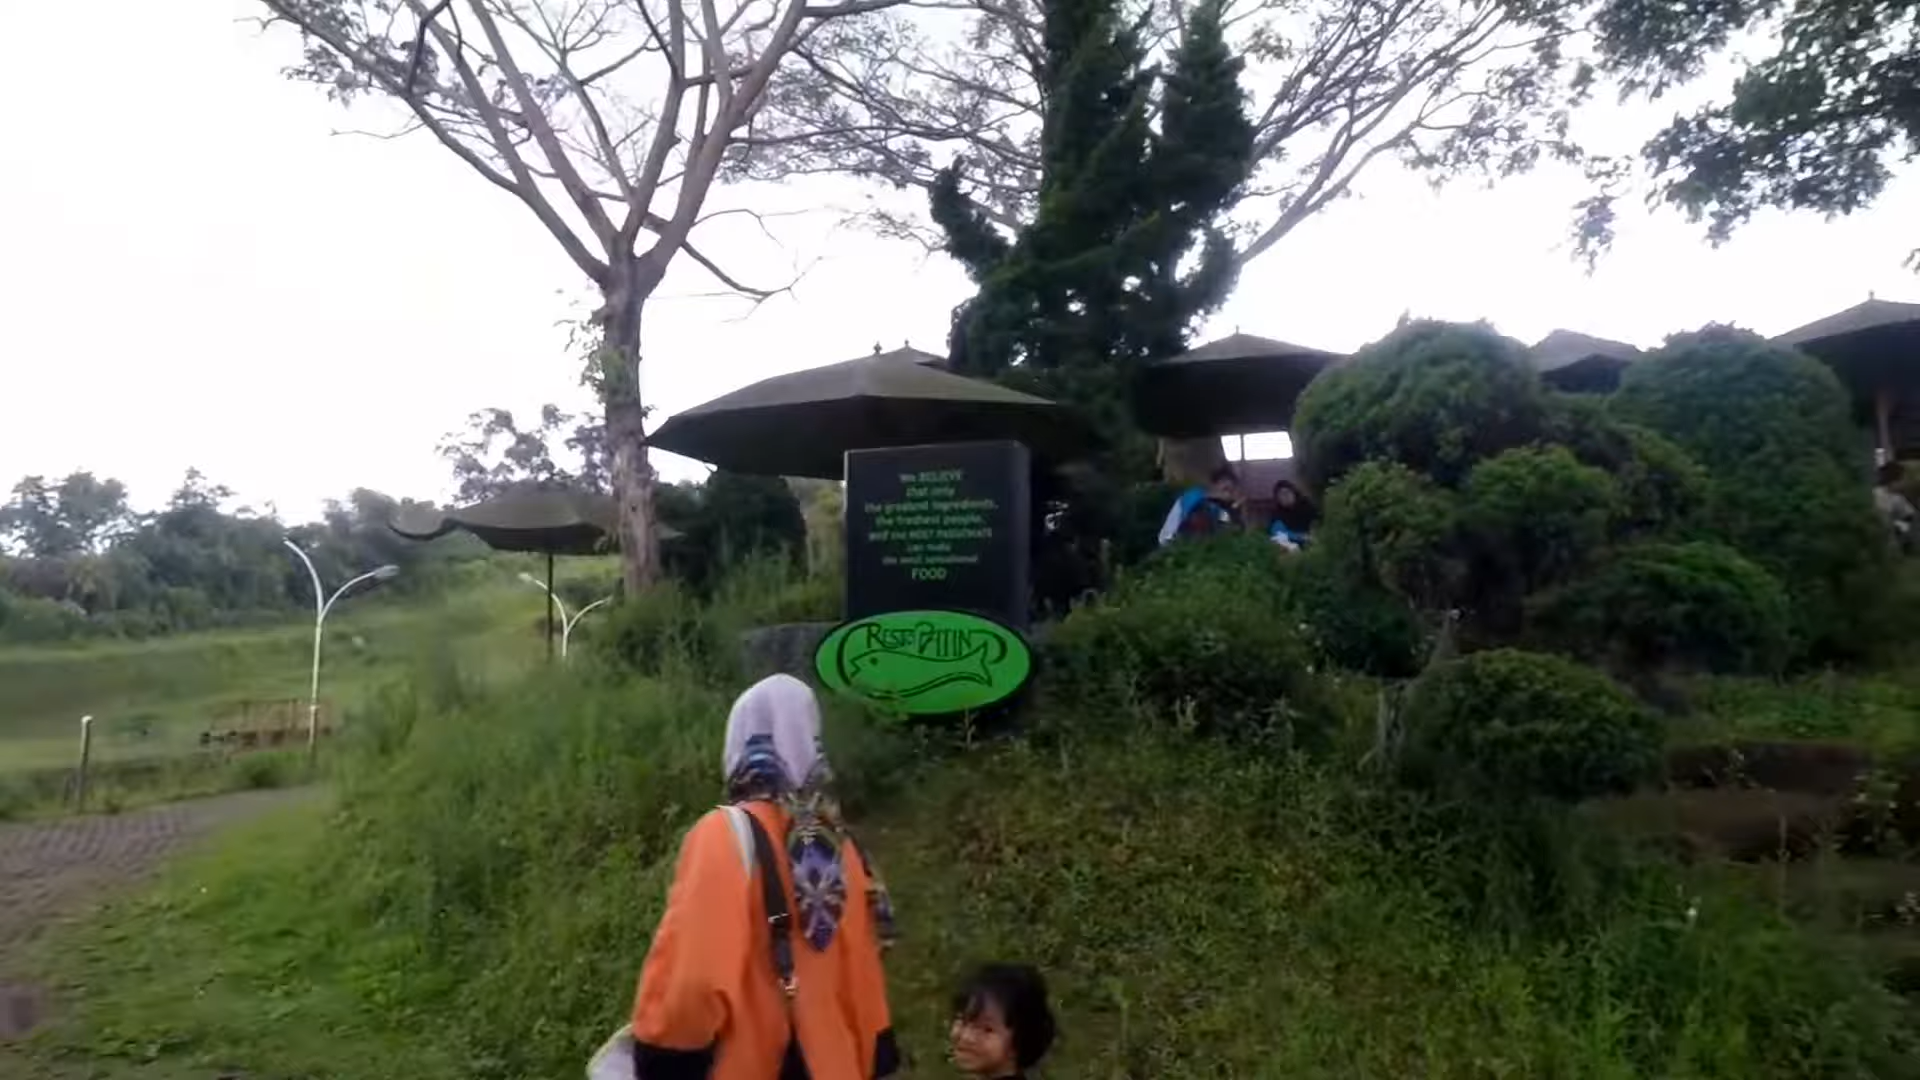 We BELIEVE
that only
the greatest ingredients,
the freshest people,
and the MOST PASSIONATE
can make
the most sensational
FOOD
RESTO PATIN